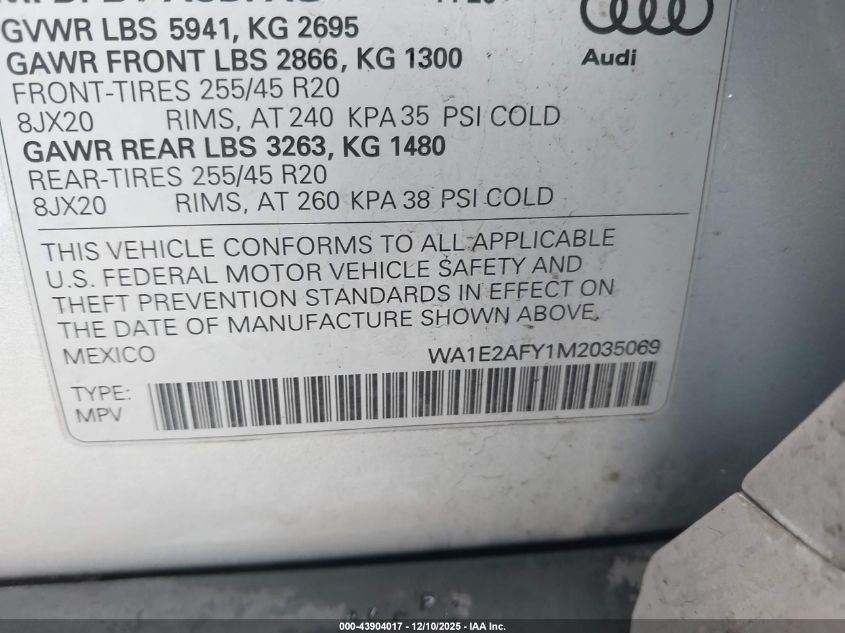 GVWR LBS 5941, KG 2695
GAWR FRONT LBS 2866, KG 1300
FRONT-TIRES 255/45 R20
8JX20 RIMS, AT 240 KPA 35 PSI COLD
GAWR REAR LBS 3263, KG 1480
REAR-TIRES 255/45 R20
8JX20 RIMS, AT 260 KPA 38 PSI COLD
Audi
THIS VEHICLE CONFORMS TO ALL APPLICABLE
U.S. FEDERAL MOTOR VEHICLE SAFETY AND
THEFT PREVENTION STANDARDS IN EFFECT ON
THE DATE OF MANUFACTURE SHOWN ABOVE.
MEXICO WA1E2AFY1M2035069
TYPE:
MPV
000-43904017 - 12/10/2025 - IAA Inc.